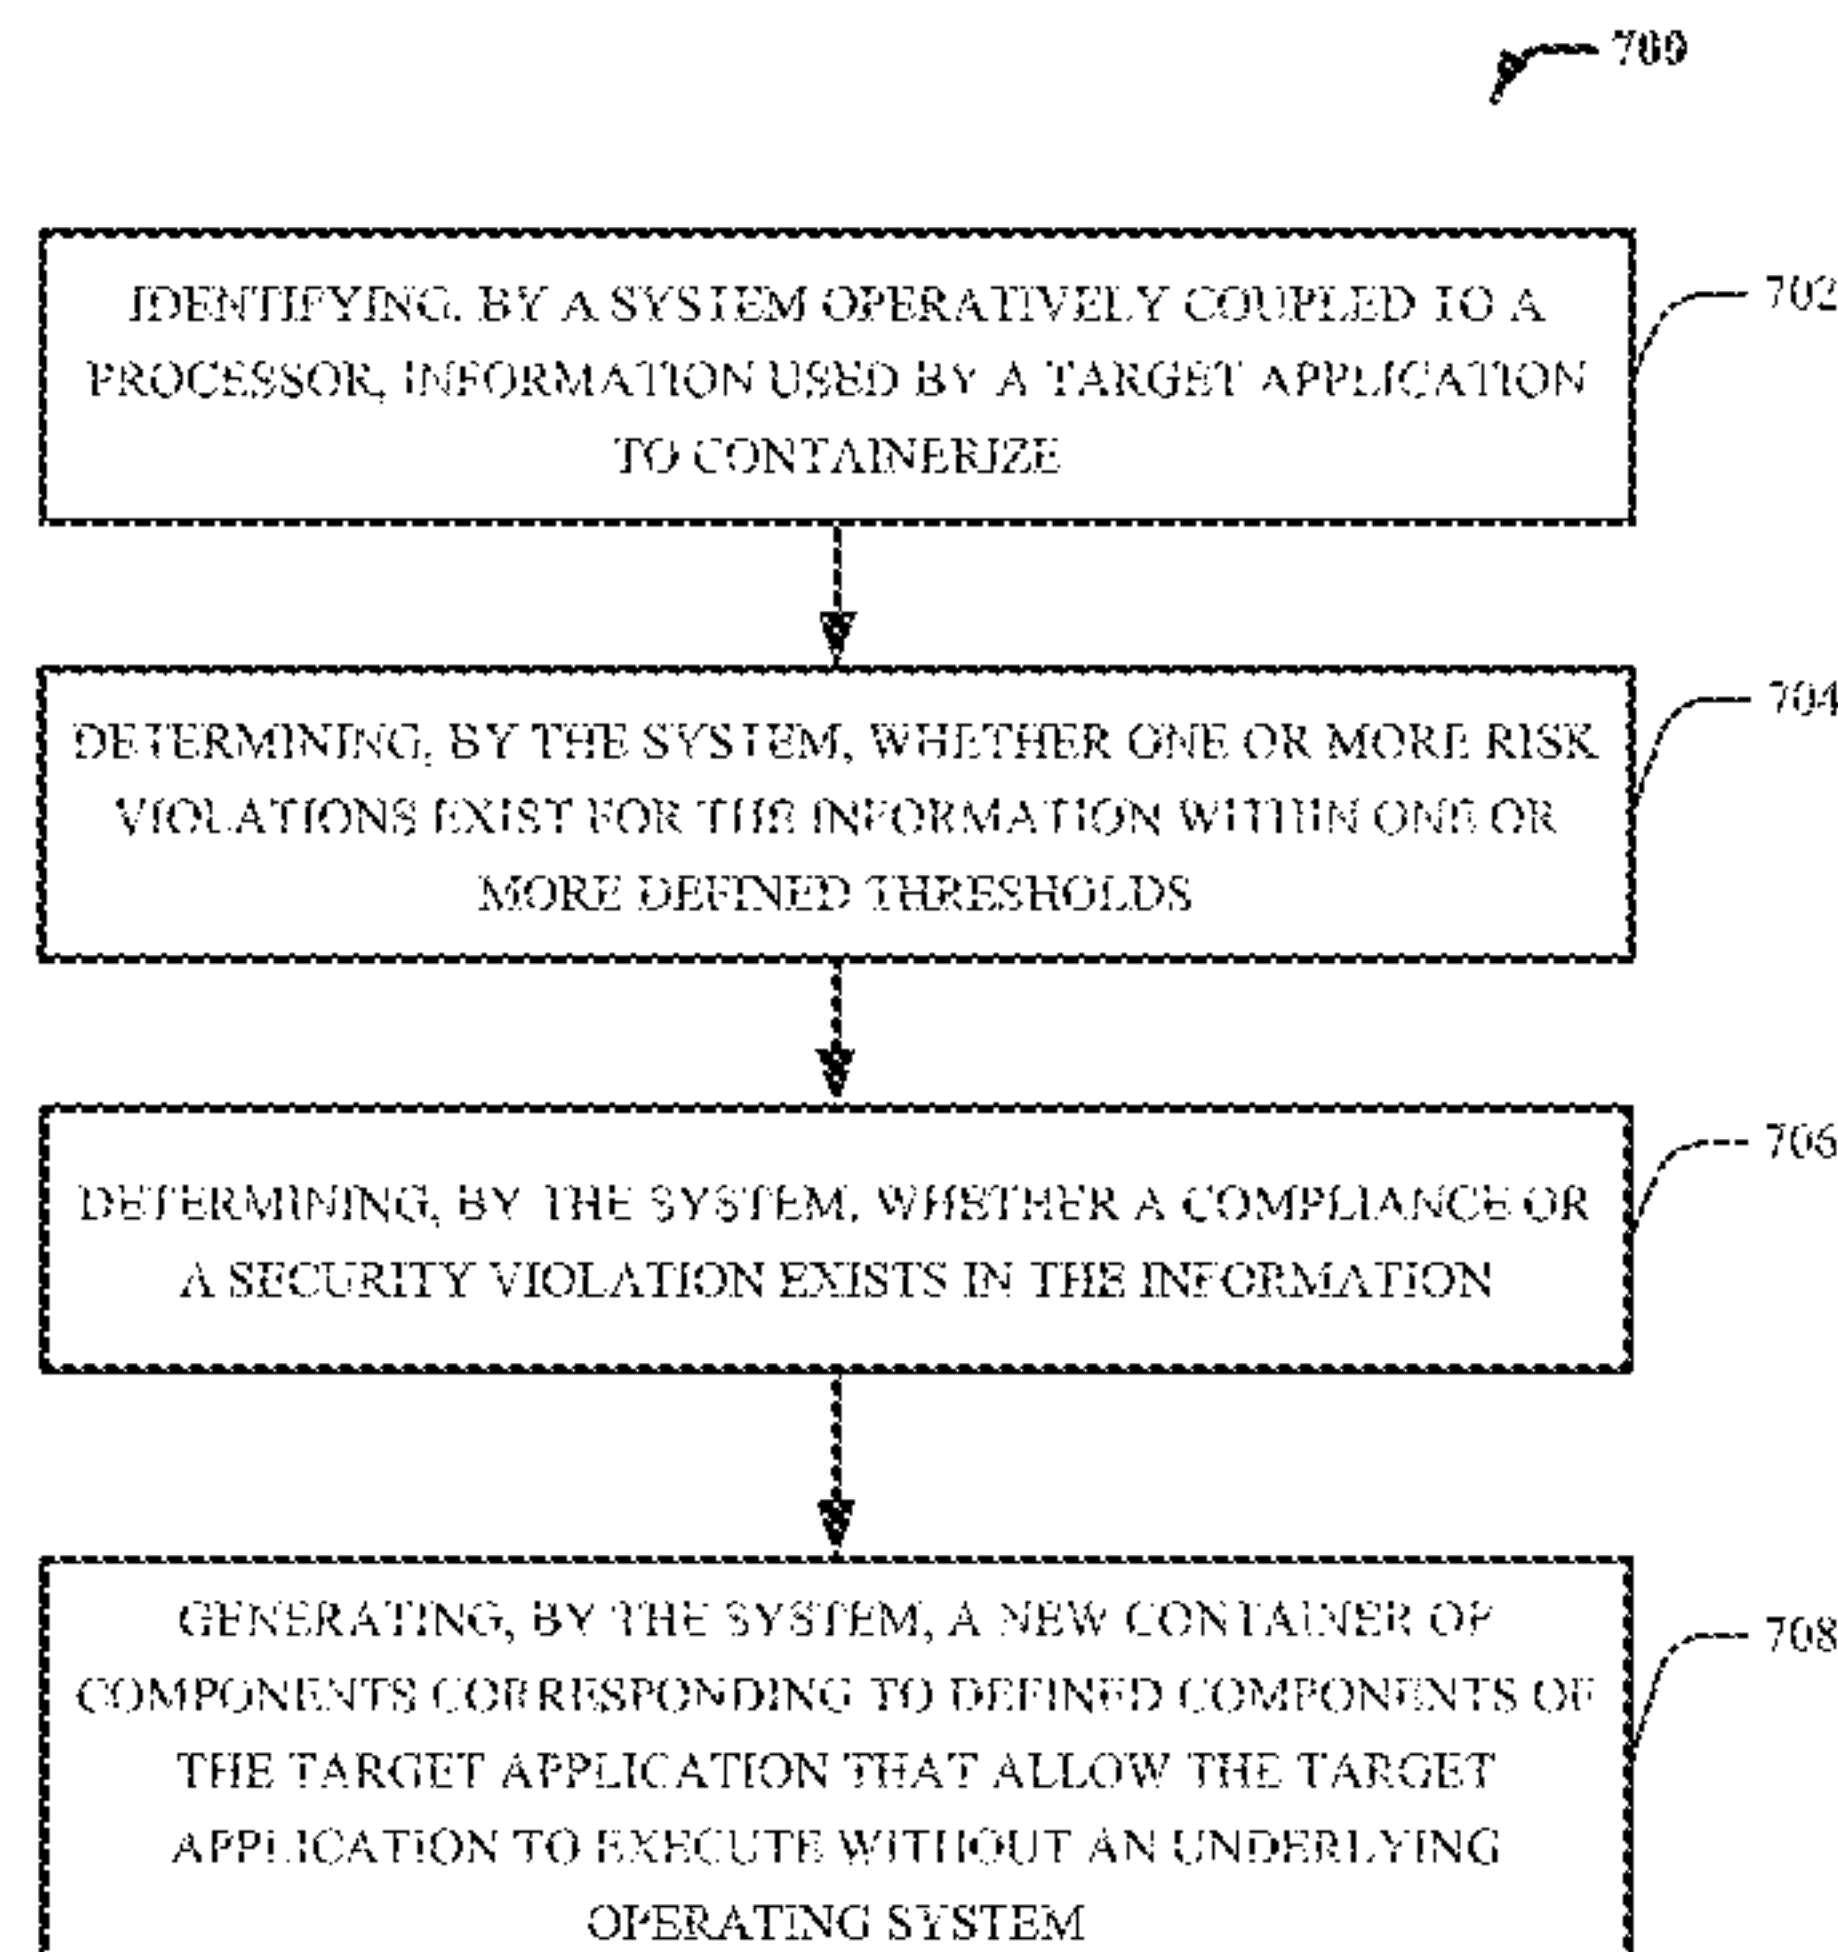 700
IDENTIFYING, BY A SYSTEM OPERATIVELY COUPLED TO A
PROCESSOR, INFORMATION USED BY A TARGET APPLICATION
TO CONTAINERIZE
702
DETERMINING, BY THE SYSTEM, WHETHER ONE OR MORE RISK
VIOLATIONS EXIST FOR THE INFORMATION WITHIN ONE OR
MORE DEFINED THRESHOLDS
704
DETERMINING, BY THE SYSTEM, WHETHER A COMPLIANCE OR
A SECURITY VIOLATION EXISTS IN THE INFORMATION
706
GENERATING, BY THE SYSTEM, A NEW CONTAINER OF
COMPONENTS CORRESPONDING TO DEFINED COMPONENTS OF
THE TARGET APPLICATION THAT ALLOW THE TARGET
APPLICATION TO EXECUTE WITHOUT AN UNDERLYING
OPERATING SYSTEM
708